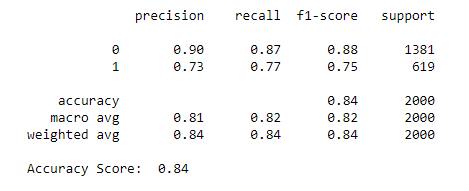 precision recall f1-score support
0 0.90 0.87 0.88 1381
1 0.73 0.77 0.75 619
accuracy 0.84 2000
macro avg 0.81 0.82 0.82 2000
weighted avg 0.84 0.84 0.84 2000
Accuracy Score: 0.84